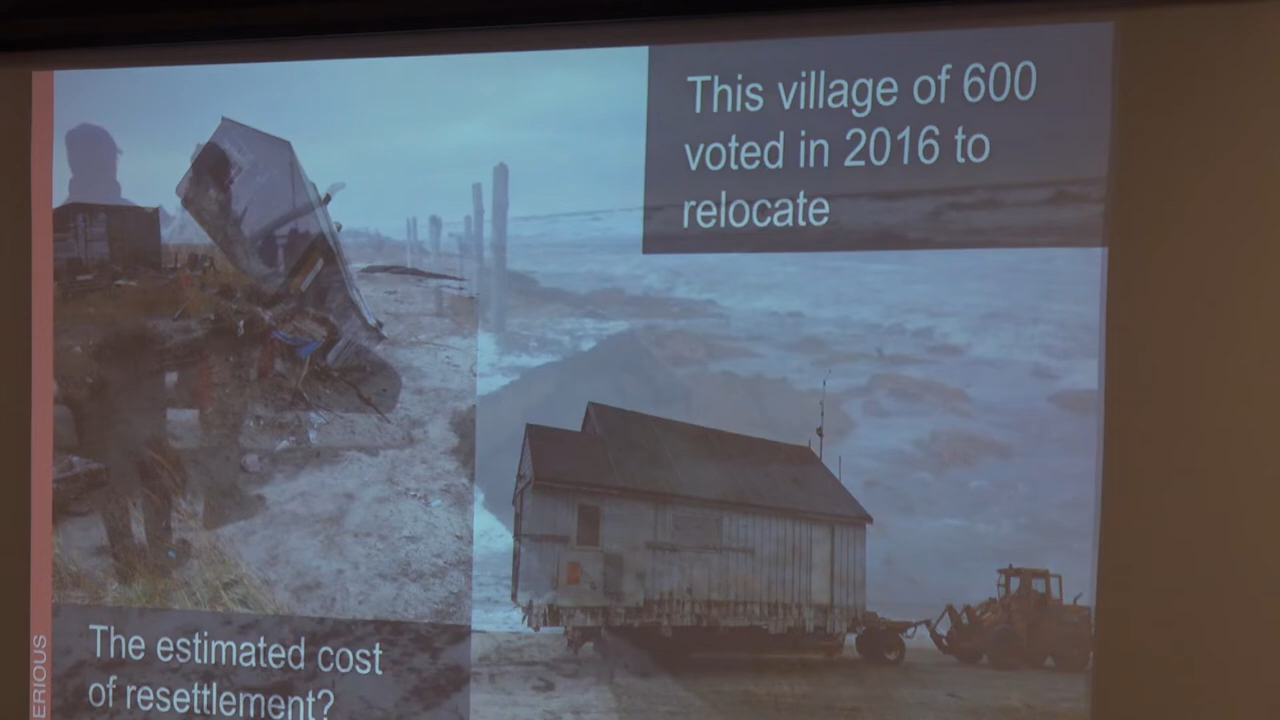 This village of 600
voted in 2016 to
relocate
The estimated cost
of resettlement?
ERIOUS